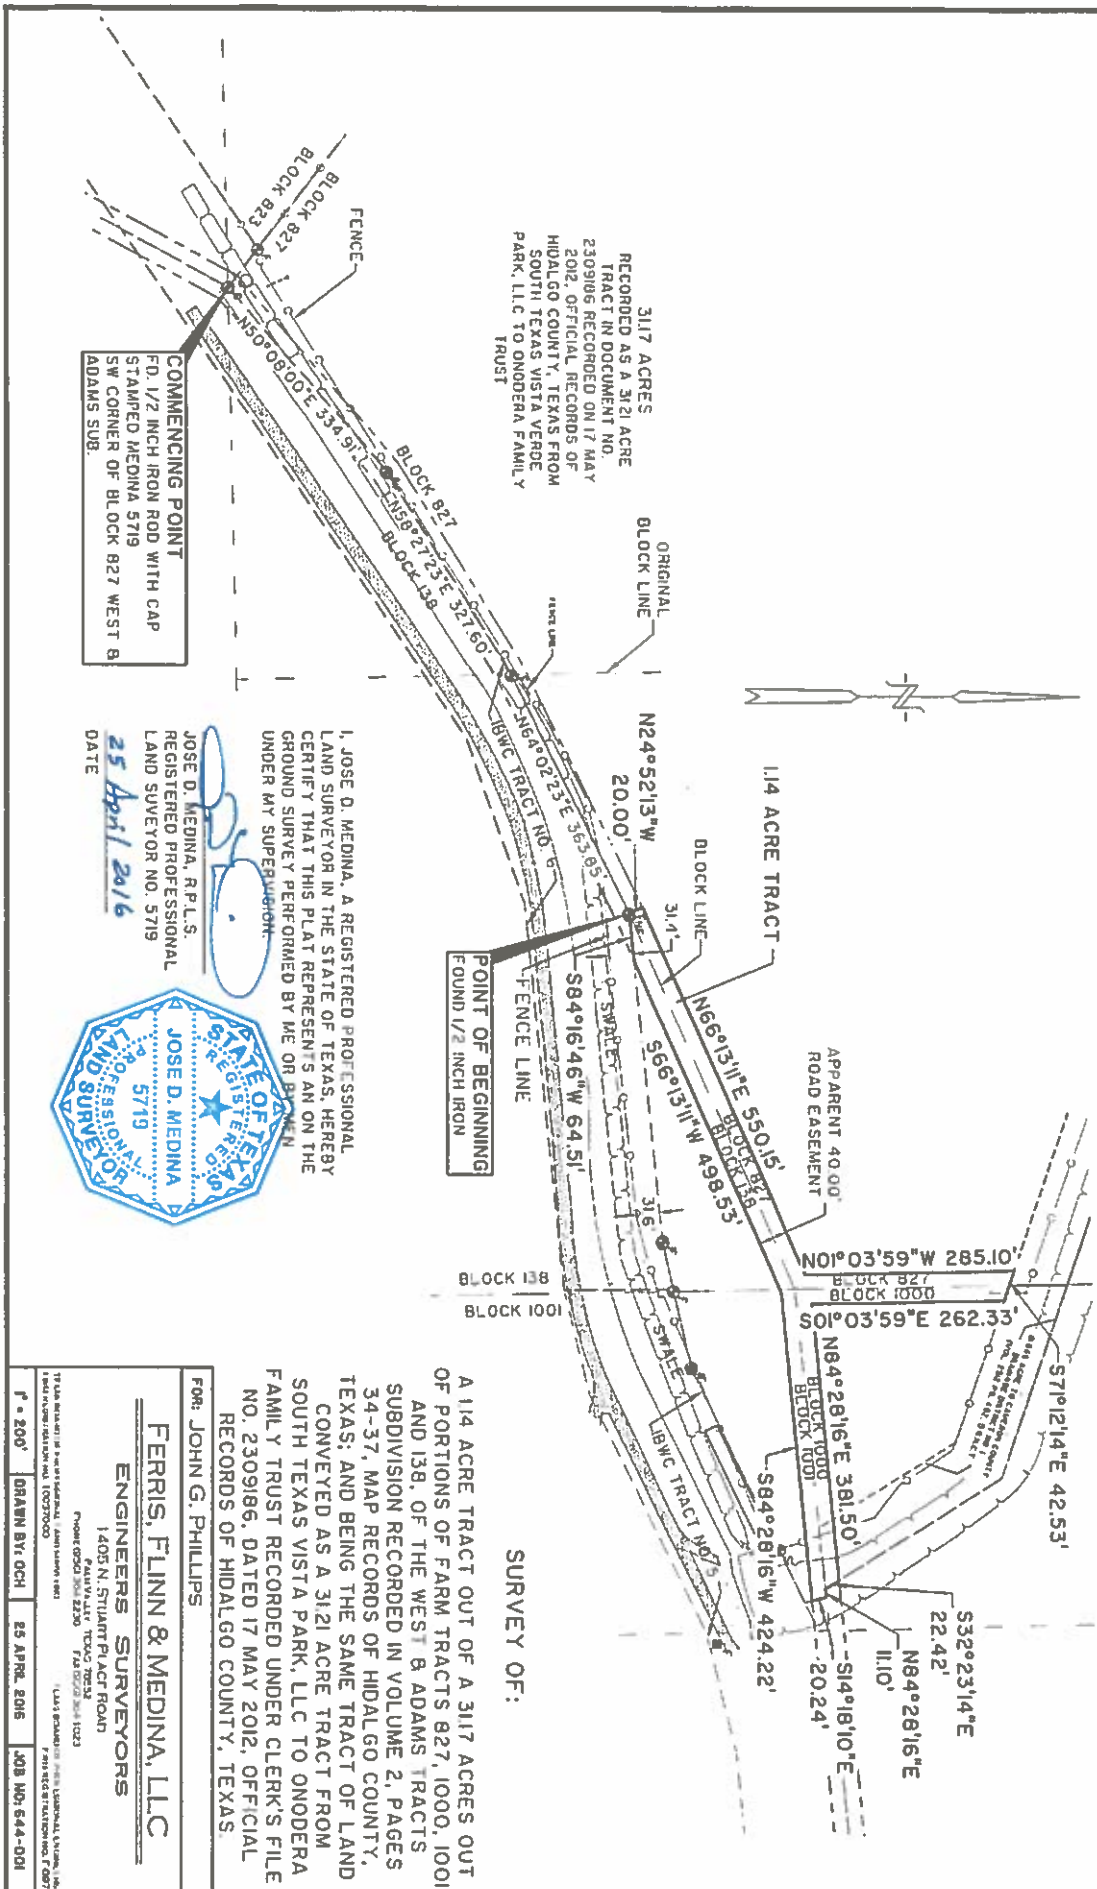 31.17 ACRES
RECORDED AS A 31.21 ACRE
TRACT IN DOCUMENT NO.
2309186 RECORDED ON 17 MAY
2012, OFFICIAL RECORDS OF
HIDALGO COUNTY, TEXAS FROM
SOUTH TEXAS VISTA VERDE
PARK, LLC TO ONODERA FAMILY
TRUST
ORIGINAL
BLOCK LINE
1.14 ACRE TRACT
BLOCK LINE
N24°52'13"W
20.00'
31.4'
N66°13'11"E 550.15'
BLOCK 827
BLOCK 138
S66°13'11"W 498.53'
APPARENT 40.00'
ROAD EASEMENT
N01°03'59"W 285.10'
BLOCK 827
BLOCK 1000
S01°03'59"E 262.33'
S71°12'14"E 42.53'
N84°28'16"E 381.50'
BLOCK 1000
BLOCK 1001
S84°28'16"W 424.22'
S32°23'14"E
22.42'
N84°28'16"E
11.10'
S14°18'10"E
20.24'
BLOCK 823
BLOCK 827
FENCE
N50°08'00"E 334.91'
BLOCK 827
N58°27'23"E 327.60'
BLOCK 138
FENCE LINE
N64°02'23"E 363.85'
IBWC TRACT NO. 6
S84°16'46"W 64.51'
SWALE
FENCE LINE
31.6'
POINT OF BEGINNING
FOUND 1/2 INCH IRON
BLOCK 138
BLOCK 1001
SWALE
IBWC TRACT NO. 5
COMMENCING POINT
FD. 1/2 INCH IRON ROD WITH CAP
STAMPED MEDINA 5719
SW CORNER OF BLOCK 827 WEST &
ADAMS SUB.
I, JOSE D. MEDINA, A REGISTERED PROFESSIONAL
LAND SURVEYOR IN THE STATE OF TEXAS, HEREBY
CERTIFY THAT THIS PLAT REPRESENTS AN ON THE
GROUND SURVEY PERFORMED BY ME OR BY MEN
UNDER MY SUPERVISION.
JOSE D. MEDINA, R.P.L.S.
REGISTERED PROFESSIONAL
LAND SUVEYOR NO. 5719
25 April 2016
DATE
STATE OF TEXAS
REGISTERED
JOSE D. MEDINA
5719
PROFESSIONAL
LAND SURVEYOR
SURVEY OF:
A 1.14 ACRE TRACT OUT OF A 31.17 ACRES OUT
OF PORTIONS OF FARM TRACTS 827, 1000, 1001
AND 138, OF THE WEST & ADAMS TRACTS
SUBDIVISION RECORDED IN VOLUME 2, PAGES
34-37, MAP RECORDS OF HIDALGO COUNTY,
TEXAS; AND BEING THE SAME TRACT OF LAND
CONVEYED AS A 31.21 ACRE TRACT FROM
SOUTH TEXAS VISTA PARK, LLC TO ONODERA
FAMILY TRUST RECORDED UNDER CLERK'S FILE
NO. 2309186, DATED 17 MAY 2012, OFFICIAL
RECORDS OF HIDALGO COUNTY, TEXAS.
FOR: JOHN G. PHILLIPS
FERRIS, FLINN & MEDINA, LLC
ENGINEERS SURVEYORS
1405 N. STUART PLACE ROAD
PALM VALLEY, TEXAS 78552
1" = 200'
DRAWN BY: OCH
25 APR. 2016
JOB NO: 644-001